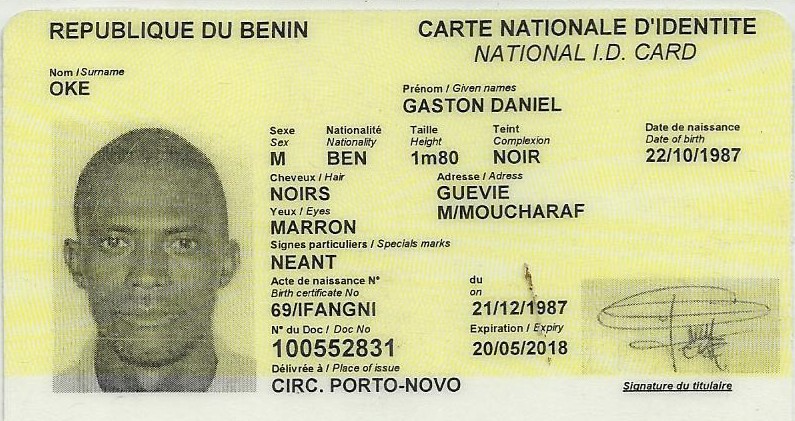 REPUBLIQUE DU BENIN
CARTE NATIONALE D'IDENTITE
NATIONAL I.D. CARD
Nom / Surname
OKE
Prénom / Given names
GASTON DANIEL
Sexe Nationalité Taille Teint Date de naissance
Sex Nationality Height Complexion Date of birth
M BEN 1m80 NOIR 22/10/1987
Cheveux / Hair Adresse / Adress
NOIRS GUEVIE
Yeux / Eyes M/MOUCHARAF
MARRON
Signes particuliers / Specials marks
NEANT
Acte de naissance N° du
Birth certificate No on
69/IFANGNI 21/12/1987
N° du Doc / Doc No Expiration / Expiry
100552831 20/05/2018
Délivrée à / Place of issue
CIRC. PORTO-NOVO
Signature du titulaire